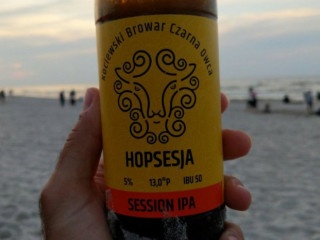 Kociewski Browar Czarna Owca
HOPSESJA
5% 13,0°P IBU 50
SESSION IPA